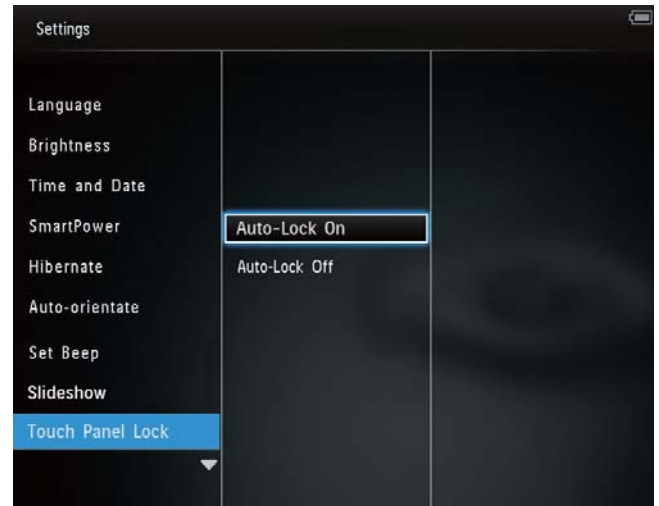 Settings
Language
Brightness
Time and Date
SmartPower
Hibernate
Auto-orientate
Set Beep
Slideshow
Touch Panel Lock
Auto-Lock On
Auto-Lock Off